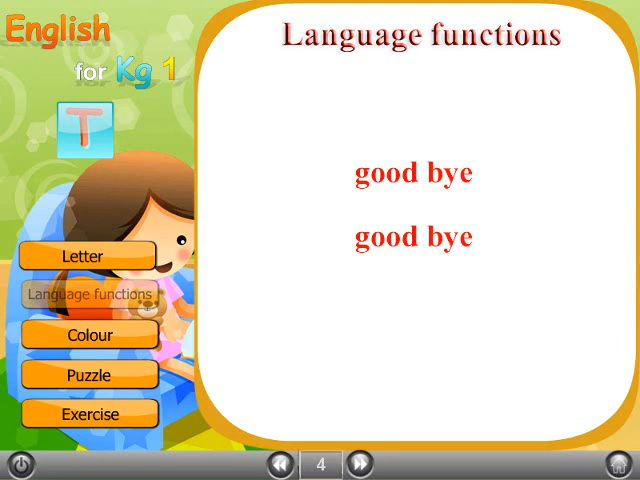 English
for Kg 1
T
Letter
Language functions
Colour
Puzzle
Exercise
Language functions
good bye
good bye
4